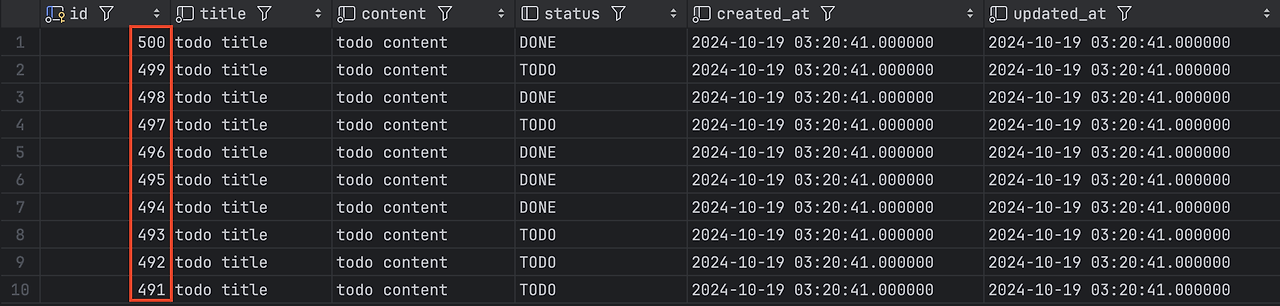 id title content status created_at updated_at
1 500 todo title todo content DONE 2024-10-19 03:20:41.000000 2024-10-19 03:20:41.000000
2 499 todo title todo content TODO 2024-10-19 03:20:41.000000 2024-10-19 03:20:41.000000
3 498 todo title todo content DONE 2024-10-19 03:20:41.000000 2024-10-19 03:20:41.000000
4 497 todo title todo content TODO 2024-10-19 03:20:41.000000 2024-10-19 03:20:41.000000
5 496 todo title todo content DONE 2024-10-19 03:20:41.000000 2024-10-19 03:20:41.000000
6 495 todo title todo content DONE 2024-10-19 03:20:41.000000 2024-10-19 03:20:41.000000
7 494 todo title todo content DONE 2024-10-19 03:20:41.000000 2024-10-19 03:20:41.000000
8 493 todo title todo content TODO 2024-10-19 03:20:41.000000 2024-10-19 03:20:41.000000
9 492 todo title todo content TODO 2024-10-19 03:20:41.000000 2024-10-19 03:20:41.000000
10 491 todo title todo content TODO 2024-10-19 03:20:41.000000 2024-10-19 03:20:41.000000